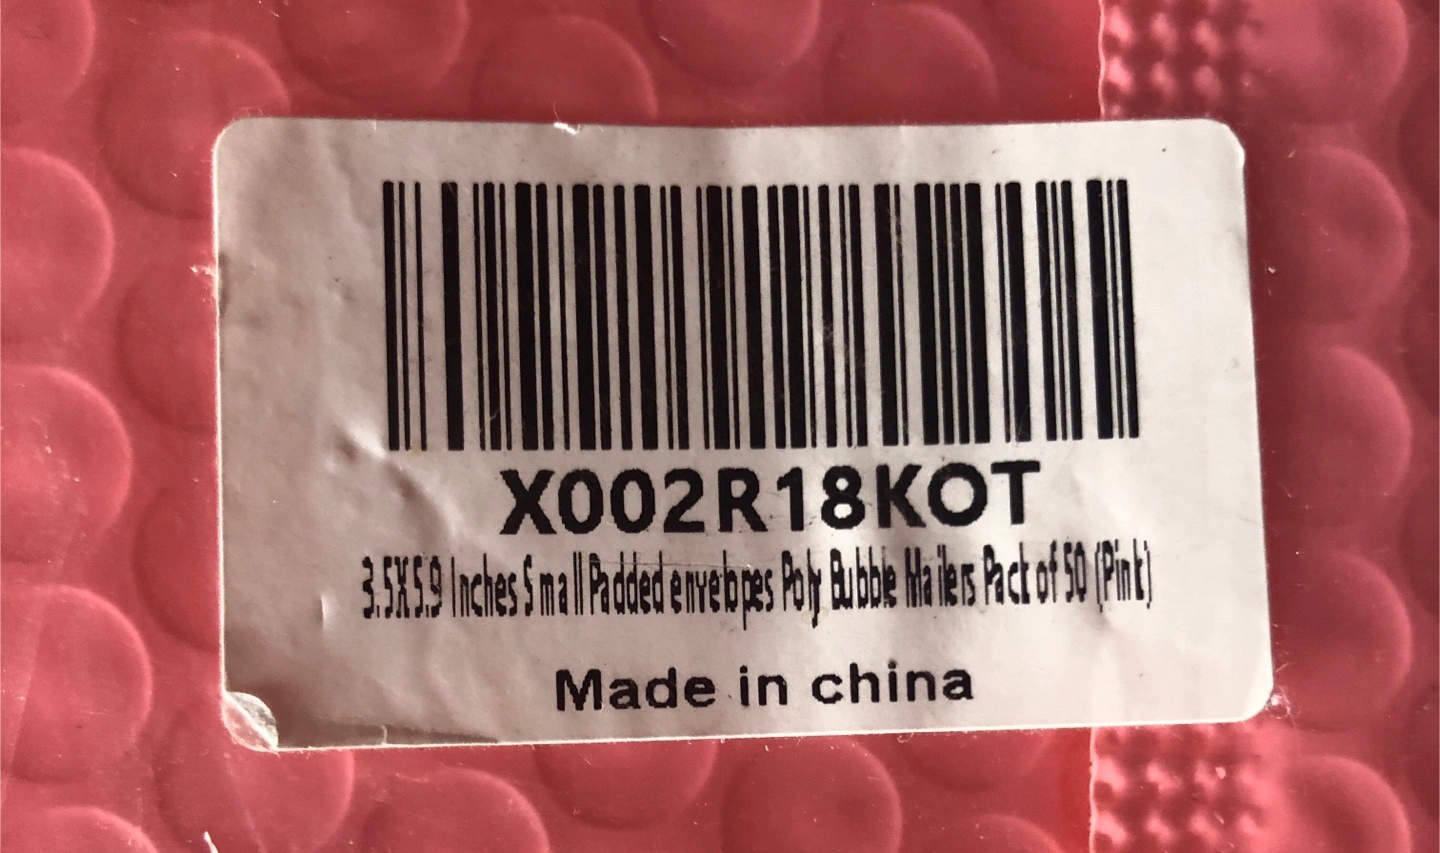 X002R18KOT
3.5X5.9 Inches Small Padded envelopes Poly Bubble Mailers Pack of 50 (Pink)
Made in china